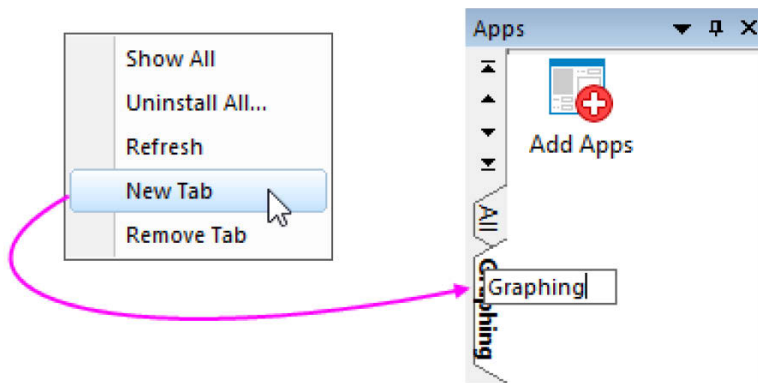 Show All
Uninstall All...
Refresh
New Tab
Remove Tab
Apps
Add Apps
All
Graphing
Graphing